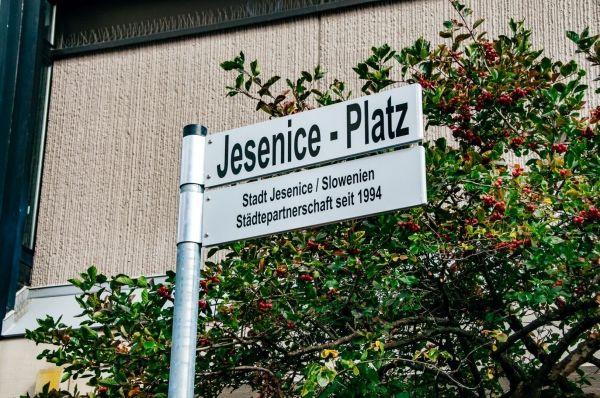 Jesenice - Platz
Stadt Jesenice / Slowenien
Städtepartnerschaft seit 1994